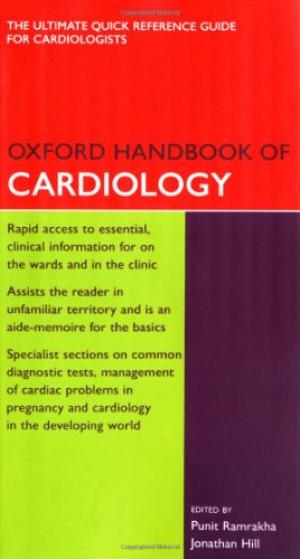 THE ULTIMATE QUICK REFERENCE GUIDE
FOR CARDIOLOGISTS
OXFORD HANDBOOK OF
CARDIOLOGY
Rapid access to essential,
clinical information for on
the wards and in the clinic
Assists the reader in
unfamiliar territory and is an
aide-memoire for the basics
Specialist sections on common
diagnostic tests, management
of cardiac problems in
pregnancy and cardiology
in the developing world
EDITED BY
Punit Ramrakha
Jonathan Hill